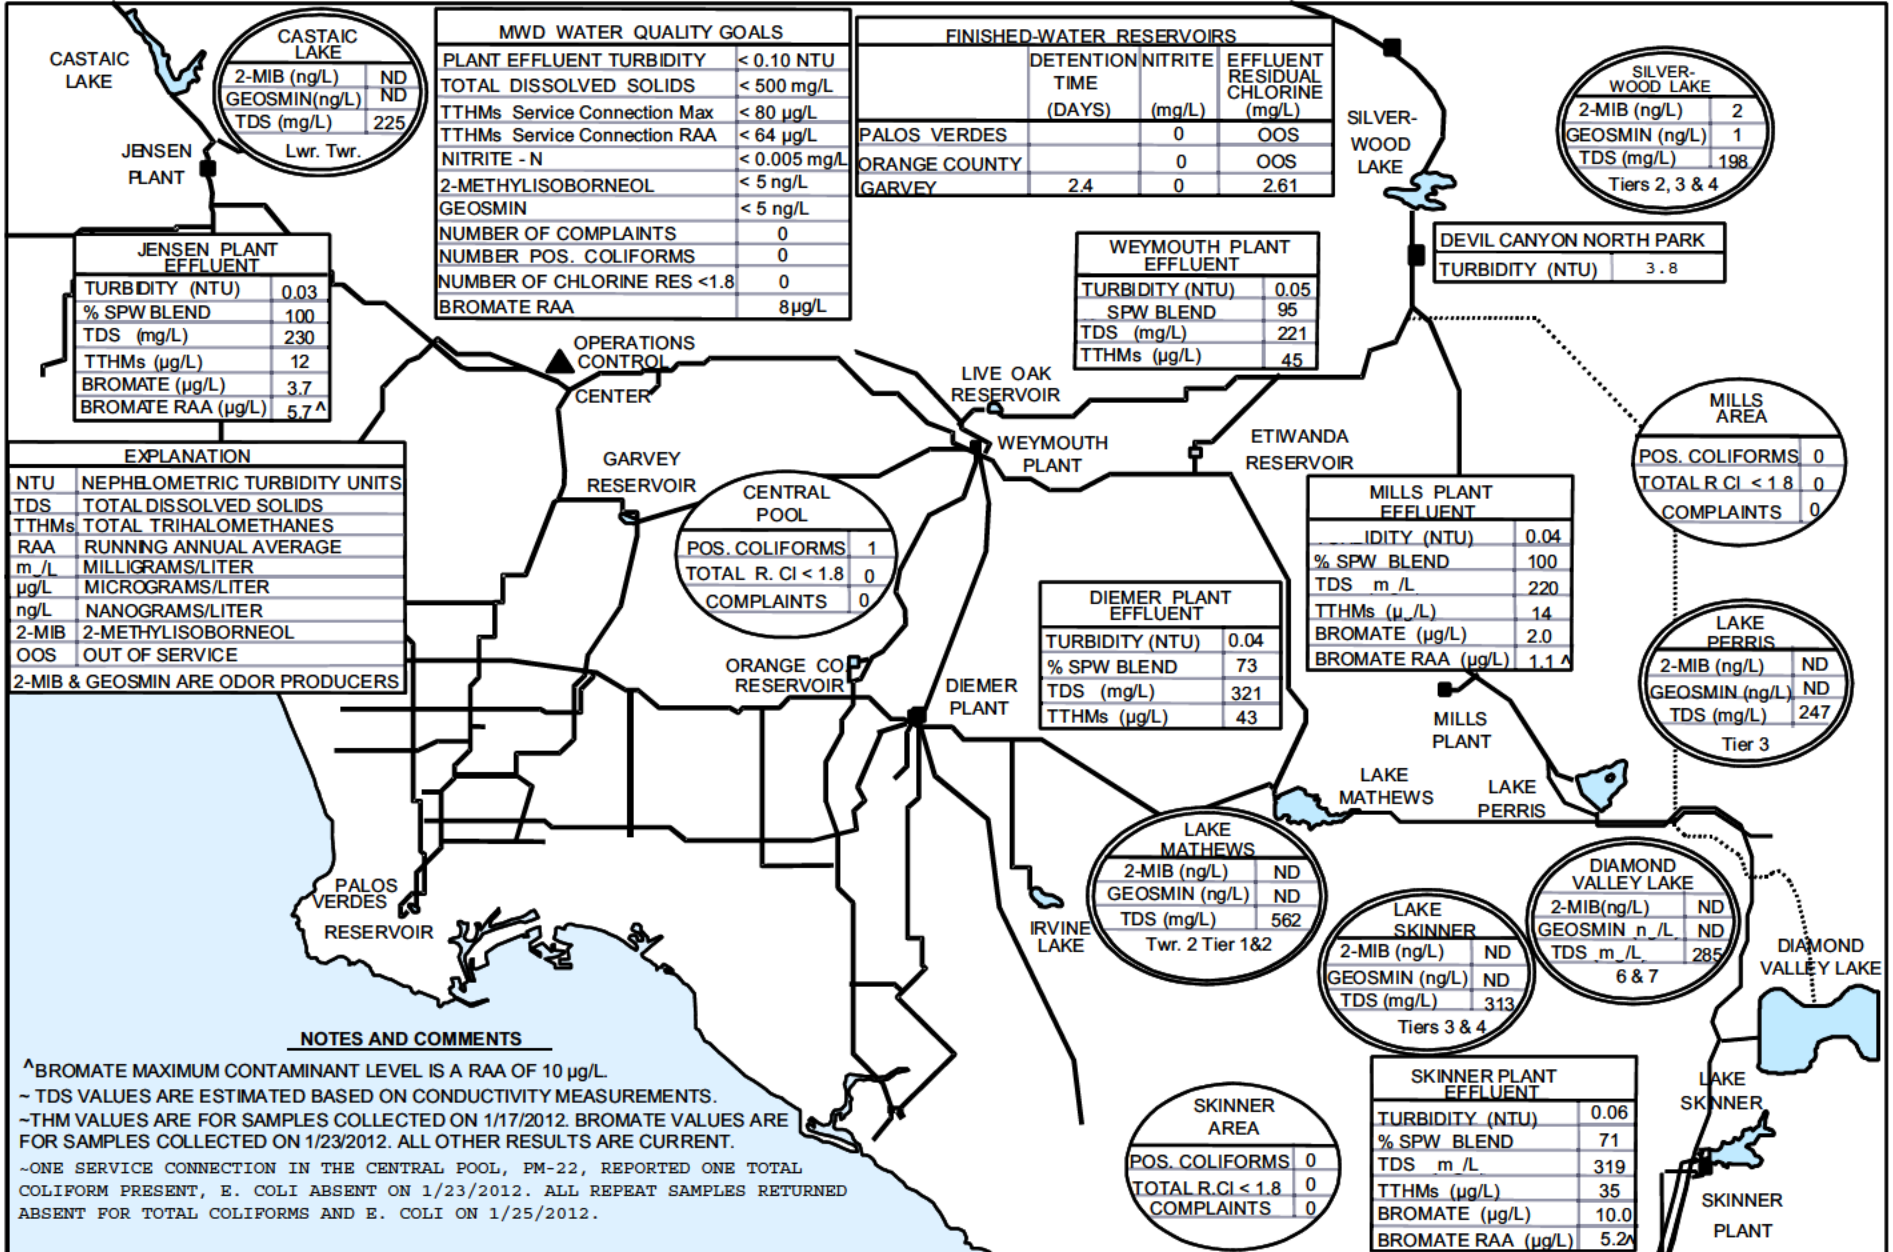 CASTAIC
LAKE
CASTAIC
LAKE
2-MIB (ng/L) ND
GEOSMIN(ng/L) ND
TDS (mg/L) 225
Lwr. Twr.
JENSEN
PLANT
MWD WATER QUALITY GOALS
PLANT EFFLUENT TURBIDITY < 0.10 NTU
TOTAL DISSOLVED SOLIDS < 500 mg/L
TTHMs Service Connection Max < 80 µg/L
TTHMs Service Connection RAA < 64 µg/L
NITRITE - N < 0.005 mg/L
2-METHYLISOBORNEOL < 5 ng/L
GEOSMIN < 5 ng/L
NUMBER OF COMPLAINTS 0
NUMBER POS. COLIFORMS 0
NUMBER OF CHLORINE RES <1.8 0
BROMATE RAA 8µg/L
FINISHED-WATER RESERVOIRS
DETENTION NITRITE EFFLUENT
TIME RESIDUAL
CHLORINE
(DAYS) (mg/L) (mg/L)
PALOS VERDES 0 OOS
ORANGE COUNTY 0 OOS
GARVEY 2.4 0 2.61
SILVER-
WOOD
LAKE
SILVER-
WOOD LAKE
2-MIB (ng/L) 2
GEOSMIN (ng/L) 1
TDS (mg/L) 198
Tiers 2, 3 & 4
DEVIL CANYON NORTH PARK
TURBIDITY (NTU) 3.8
JENSEN PLANT
EFFLUENT
TURBIDITY (NTU) 0.03
% SPW BLEND 100
TDS (mg/L) 230
TTHMs (µg/L) 12
BROMATE (µg/L) 3.7
BROMATE RAA (µg/L) 5.7^
WEYMOUTH PLANT
EFFLUENT
TURBIDITY (NTU) 0.05
SPW BLEND 95
TDS (mg/L) 221
TTHMs (µg/L) 45
OPERATIONS
CONTROL
CENTER
LIVE OAK
RESERVOIR
WEYMOUTH
PLANT
ETIWANDA
RESERVOIR
MILLS
AREA
POS. COLIFORMS 0
TOTAL R Cl < 1 8 0
COMPLAINTS 0
EXPLANATION
NTU NEPHELOMETRIC TURBIDITY UNITS
TDS TOTAL DISSOLVED SOLIDS
TTHMs TOTAL TRIHALOMETHANES
RAA RUNNING ANNUAL AVERAGE
m_/L MILLIGRAMS/LITER
µg/L MICROGRAMS/LITER
ng/L NANOGRAMS/LITER
2-MIB 2-METHYLISOBORNEOL
OOS OUT OF SERVICE
2-MIB & GEOSMIN ARE ODOR PRODUCERS
GARVEY
RESERVOIR
CENTRAL
POOL
POS. COLIFORMS 1
TOTAL R. Cl < 1.8 0
COMPLAINTS 0
MILLS PLANT
EFFLUENT
IDITY (NTU) 0.04
% SPW BLEND 100
TDS m_/L 220
TTHMs (µ_/L) 14
BROMATE (µg/L) 2.0
BROMATE RAA (µg/L) 1.1 ^
DIEMER PLANT
EFFLUENT
TURBIDITY (NTU) 0.04
% SPW BLEND 73
TDS (mg/L) 321
TTHMs (µg/L) 43
ORANGE CO
RESERVOIR
DIEMER
PLANT
LAKE
PERRIS
2-MIB (ng/L) ND
GEOSMIN (ng/L) ND
TDS (mg/L) 247
Tier 3
MILLS
PLANT
LAKE
MATHEWS
LAKE
PERRIS
LAKE
MATHEWS
2-MIB (ng/L) ND
GEOSMIN (ng/L) ND
TDS (mg/L) 562
Twr. 2 Tier 1&2
DIAMOND
VALLEY LAKE
2-MIB(ng/L) ND
GEOSMIN n_/L ND
TDS m_/L 285
6 & 7
PALOS
VERDES
RESERVOIR
IRVINE
LAKE
LAKE
SKINNER
2-MIB (ng/L) ND
GEOSMIN (ng/L) ND
TDS (mg/L) 313
Tiers 3 & 4
DIAMOND
VALLEY LAKE
NOTES AND COMMENTS
^BROMATE MAXIMUM CONTAMINANT LEVEL IS A RAA OF 10 µg/L.
~ TDS VALUES ARE ESTIMATED BASED ON CONDUCTIVITY MEASUREMENTS.
~THM VALUES ARE FOR SAMPLES COLLECTED ON 1/17/2012. BROMATE VALUES ARE
FOR SAMPLES COLLECTED ON 1/23/2012. ALL OTHER RESULTS ARE CURRENT.
~ONE SERVICE CONNECTION IN THE CENTRAL POOL, PM-22, REPORTED ONE TOTAL
COLIFORM PRESENT, E. COLI ABSENT ON 1/23/2012. ALL REPEAT SAMPLES RETURNED
ABSENT FOR TOTAL COLIFORMS AND E. COLI ON 1/25/2012.
SKINNER
AREA
POS. COLIFORMS 0
TOTAL R.Cl < 1.8 0
COMPLAINTS 0
SKINNER PLANT
EFFLUENT
TURBIDITY (NTU) 0.06
% SPW BLEND 71
TDS m_/L 319
TTHMs (µg/L) 35
BROMATE (µg/L) 10.0
BROMATE RAA (µg/L) 5.2^
LAKE
SKINNER
SKINNER
PLANT